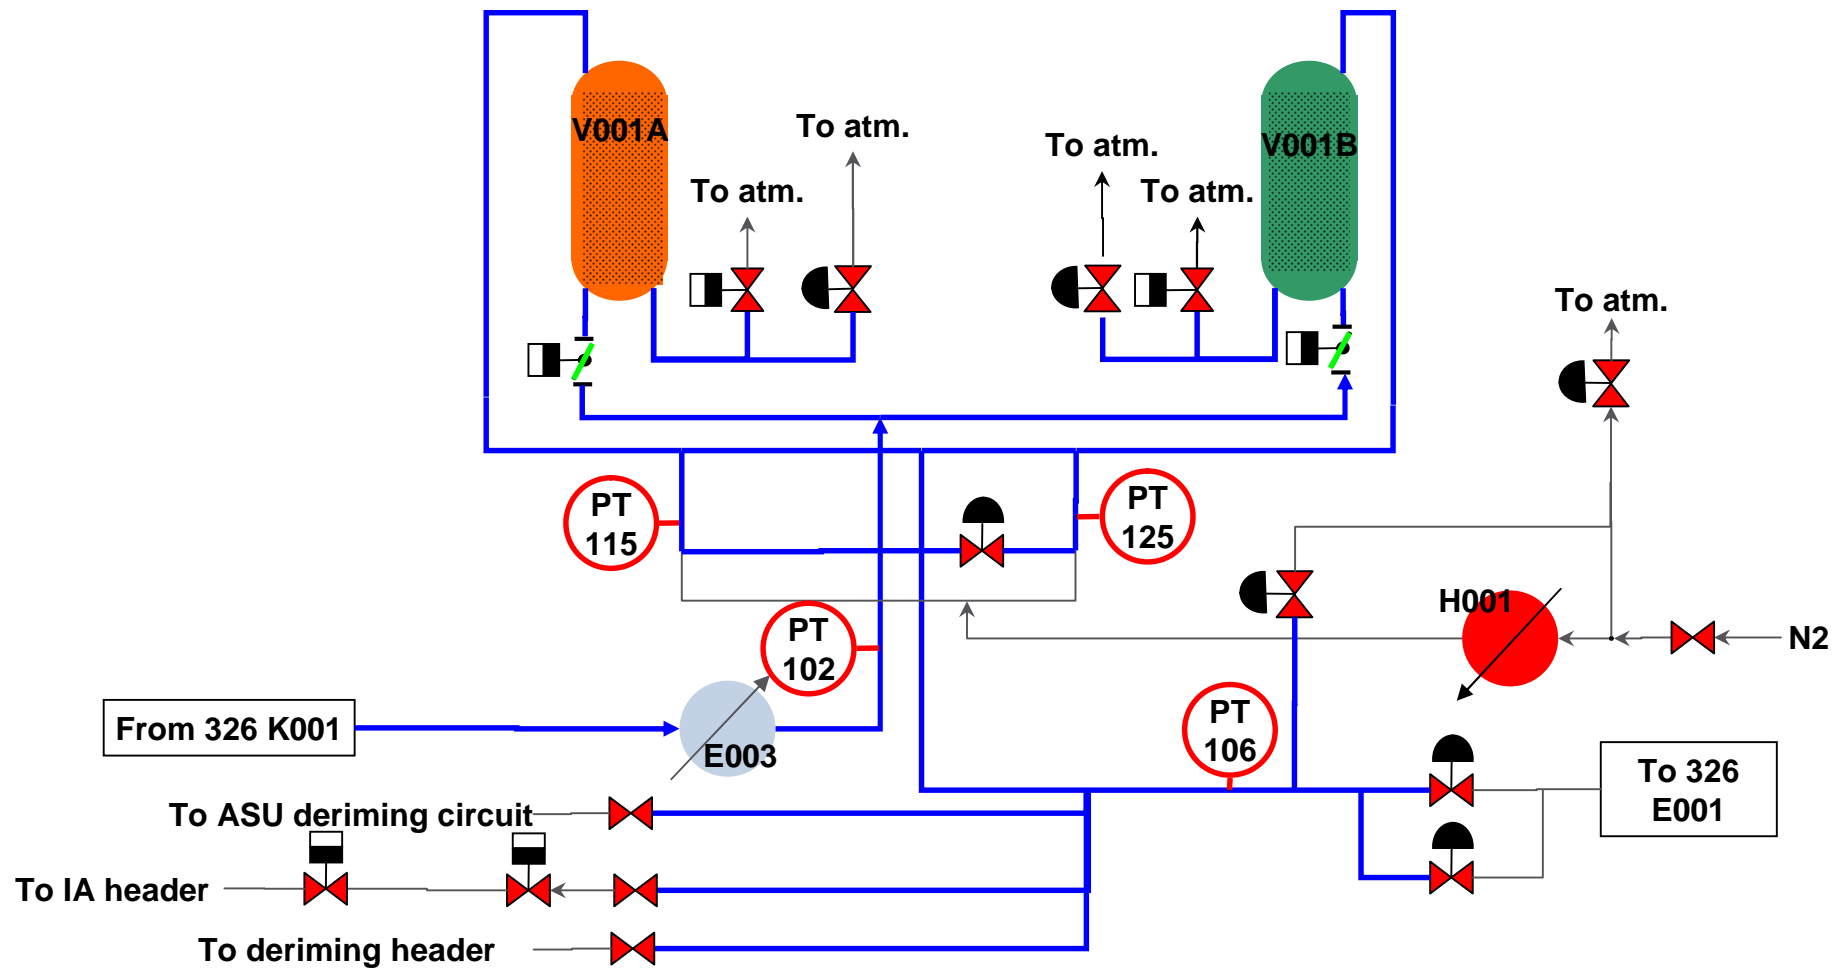 V001A
To atm.
To atm.
V001B
To atm.
To atm.
To atm.
PT
115
PT
125
PT
102
H001
N2
From 326 K001
E003
PT
106
To 326
E001
To ASU deriming circuit
To IA header
To deriming header